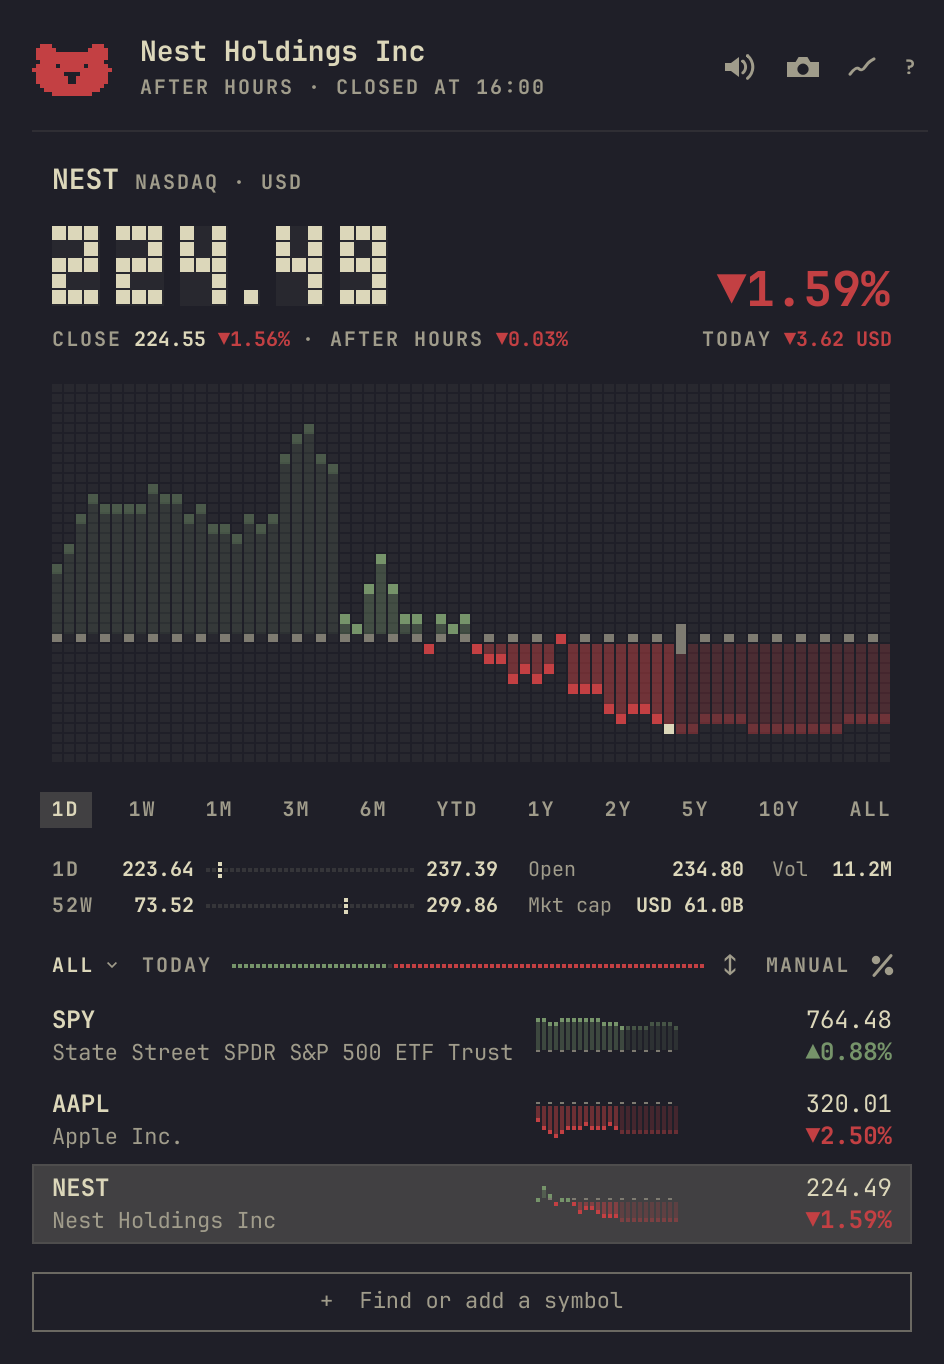 Nest Holdings Inc
AFTER HOURS · CLOSED AT 16:00
?
NEST NASDAQ · USD
224.49
▼1.59%
CLOSE 224.55 ▼1.56% · AFTER HOURS ▼0.03%
TODAY ▼3.62 USD
1D 1W 1M 3M 6M YTD 1Y 2Y 5Y 10Y ALL
1D 223.64 237.39 Open 234.80 Vol 11.2M
52W 73.52 299.86 Mkt cap USD 61.0B
ALL TODAY MANUAL %
SPY 764.48
State Street SPDR S&P 500 ETF Trust ▲0.88%
AAPL 320.01
Apple Inc. ▼2.50%
NEST 224.49
Nest Holdings Inc ▼1.59%
+ Find or add a symbol